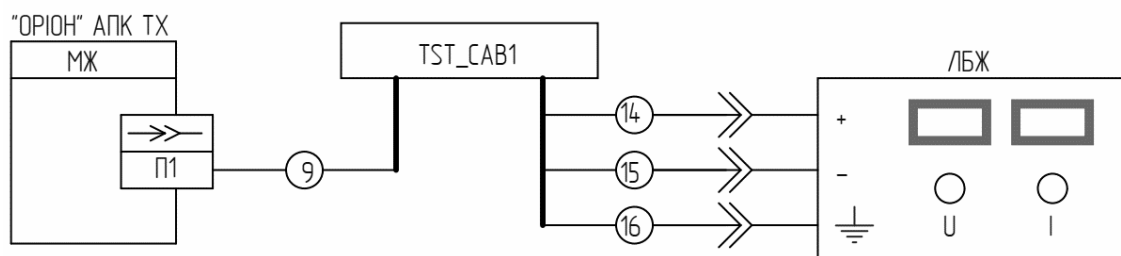 "ОРІОН" АПК ТХ
МЖ
П1
9
TST_CAB1
14
15
16
ЛБЖ
+
–
U
I